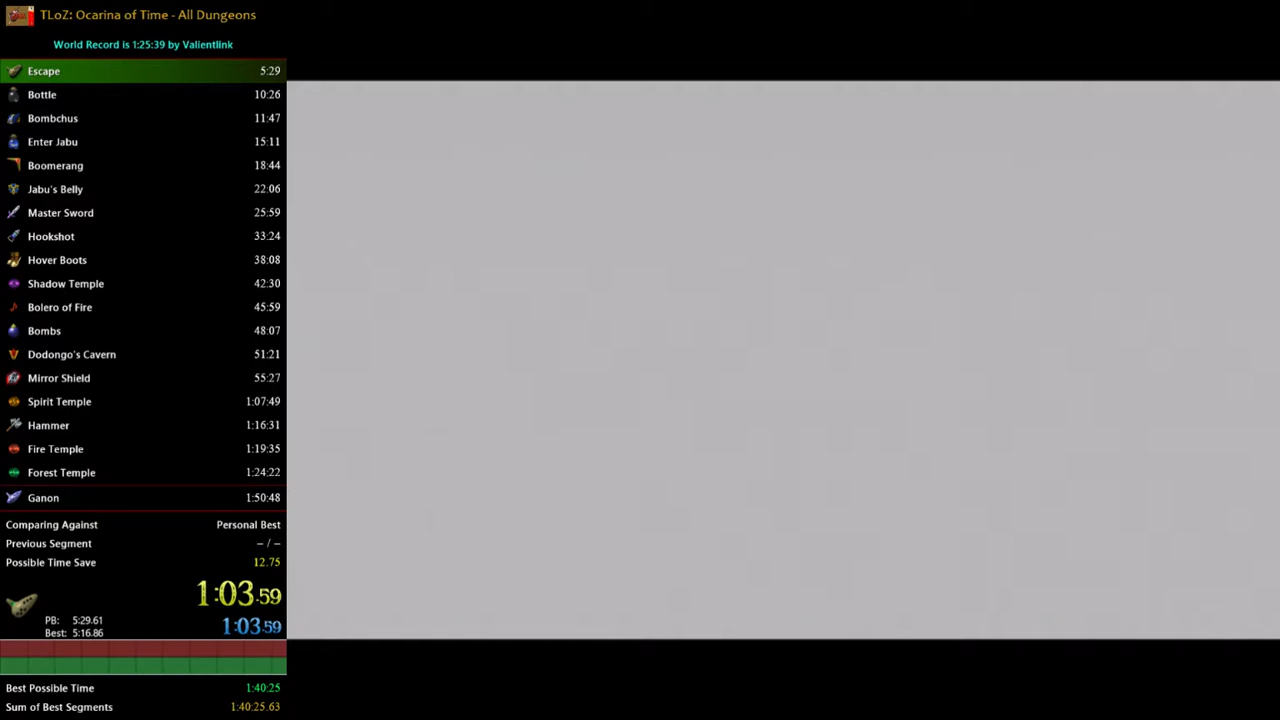 TLoZ: Ocarina of Time - All Dungeons
World Record is 1:25:39 by Valientlink
Escape 5:29
Bottle 10:26
Bombchus 11:47
Enter Jabu 15:11
Boomerang 18:44
Jabu's Belly 22:06
Master Sword 25:59
Hookshot 33:24
Hover Boots 38:08
Shadow Temple 42:30
Bolero of Fire 45:59
Bombs 48:07
Dodongo's Cavern 51:21
Mirror Shield 55:27
Spirit Temple 1:07:49
Hammer 1:16:31
Fire Temple 1:19:35
Forest Temple 1:24:22
Ganon 1:50:48
Comparing Against Personal Best
Previous Segment – / –
Possible Time Save 12.75
1:03.59
PB: 5:29.61 1:03.59
Best: 5:16.86
Best Possible Time 1:40:25
Sum of Best Segments 1:40:25.63